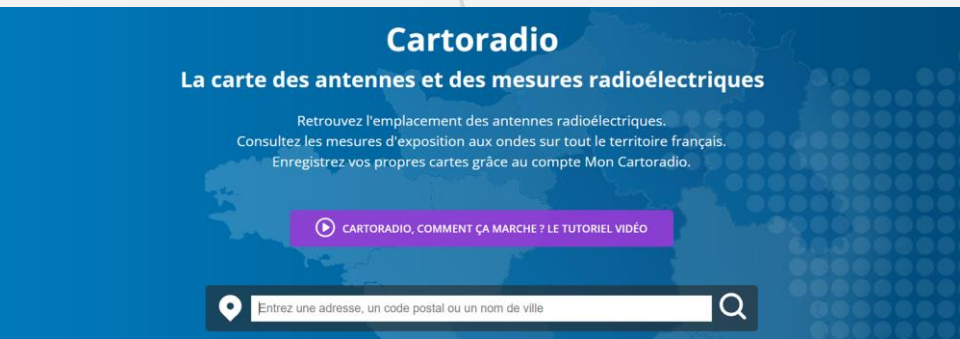 Cartoradio
La carte des antennes et des mesures radioélectriques
Retrouvez l'emplacement des antennes radioélectriques.
Consultez les mesures d'exposition aux ondes sur tout le territoire français.
Enregistrez vos propres cartes grâce au compte Mon Cartoradio.
CARTORADIO, COMMENT ÇA MARCHE ? LE TUTORIEL VIDÉO
Entrez une adresse, un code postal ou un nom de ville